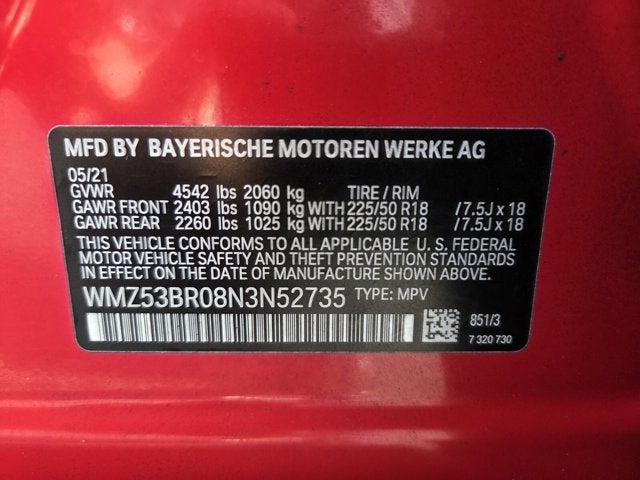 MFD BY BAYERISCHE MOTOREN WERKE AG
05/21
GVWR 4542 lbs 2060 kg TIRE / RIM
GAWR FRONT 2403 lbs 1090 kg WITH 225/50 R18 / 7.5J x 18
GAWR REAR 2260 lbs 1025 kg WITH 225/50 R18 / 7.5J x 18
THIS VEHICLE CONFORMS TO ALL APPLICABLE U. S. FEDERAL
MOTOR VEHICLE SAFETY AND THEFT PREVENTION STANDARDS
IN EFFECT ON THE DATE OF MANUFACTURE SHOWN ABOVE.
WMZ53BR08N3N52735 TYPE: MPV
851/3
7 320 730